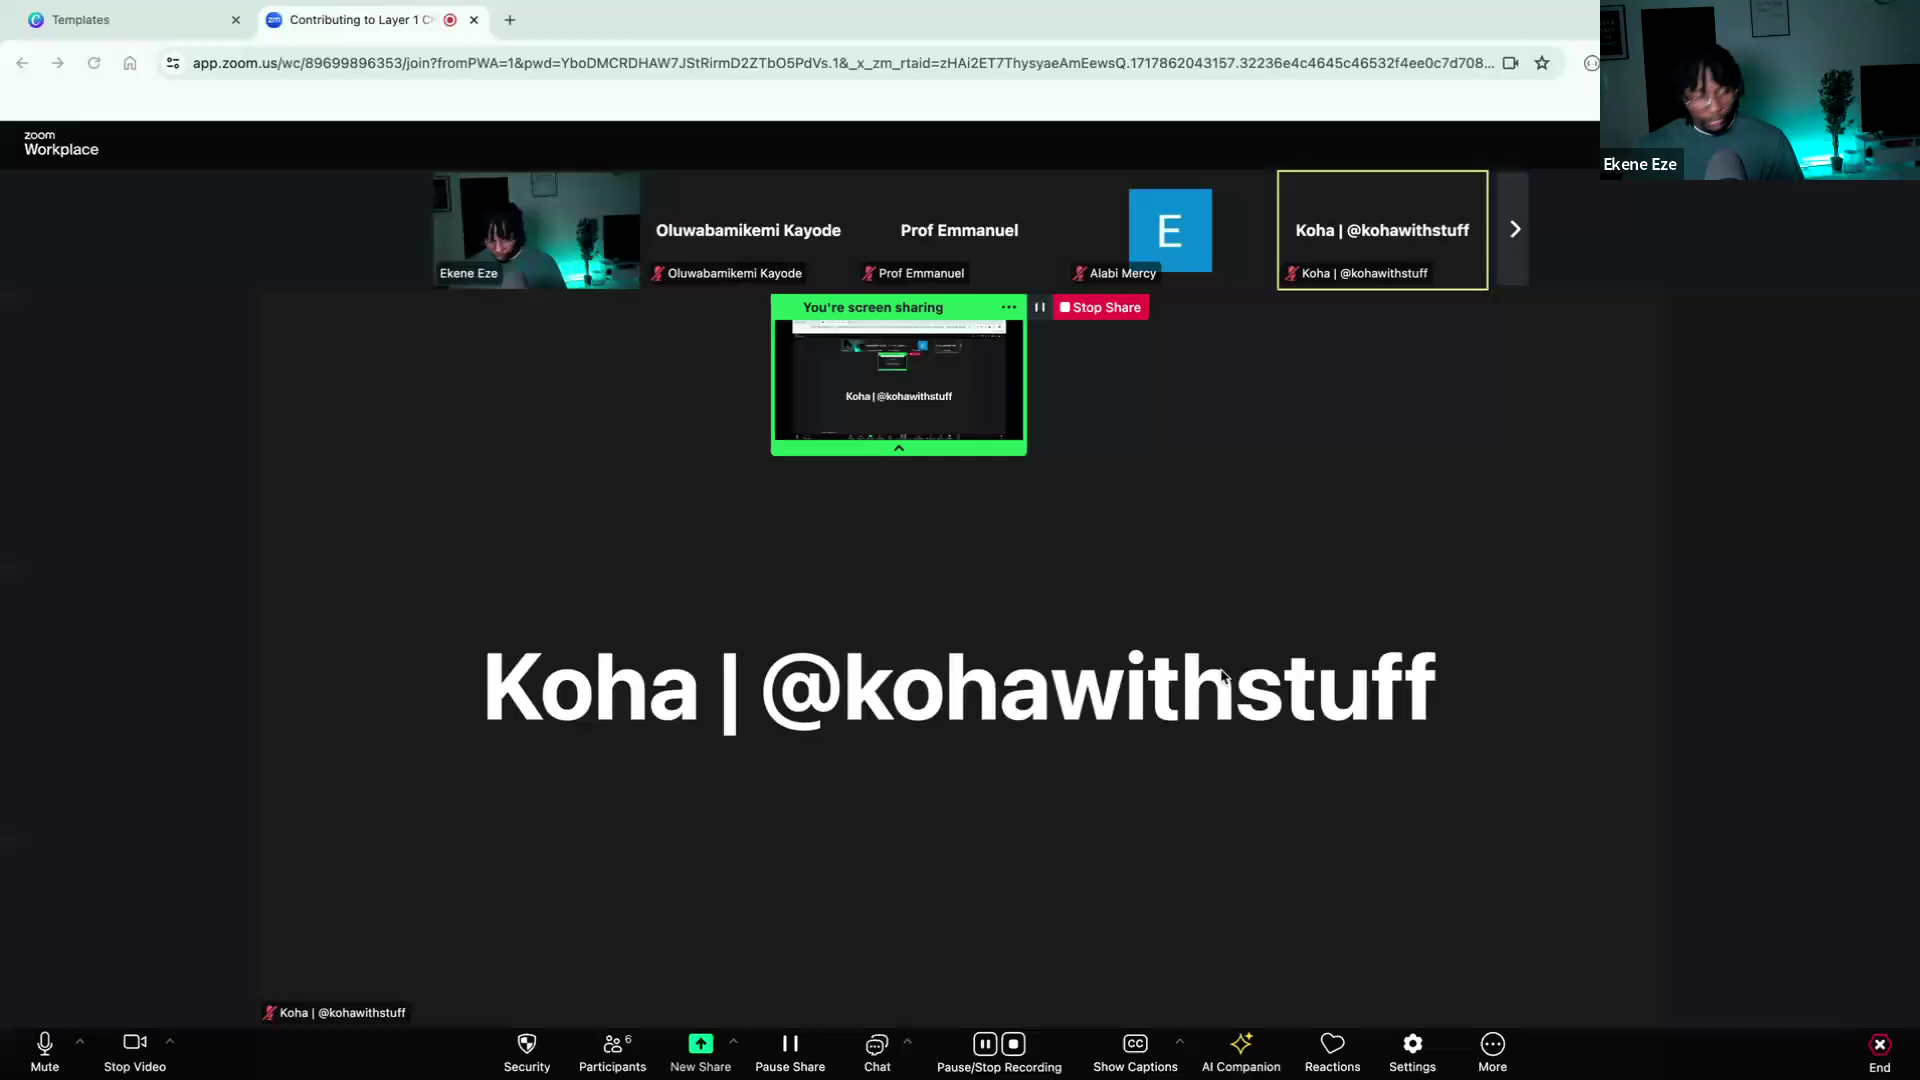 Templates
Contributing to Layer 1 C
app.zoom.us/wc/89699896353/join?fromPWA=1&pwd=YboDMCRDHAW7JStRirmD2ZTbO5PdVs.1&_x_zm_rtaid=zHAi2ET7ThysyaeAmEewsQ.1717862043157.32236e4c4645c46532f4ee0c7d708...
Ekene Eze
zoom
Workplace
Oluwabamikemi Kayode
Prof Emmanuel
E
Koha | @kohawithstuff
Ekene Eze
Oluwabamikemi Kayode
Prof Emmanuel
Alabi Mercy
Koha | @kohawithstuff
You're screen sharing
Stop Share
Koha | @kohawithstuff
Koha | @kohawithstuff
Koha | @kohawithstuff
Mute
Stop Video
Security
6
Participants
New Share
Pause Share
Chat
Pause/Stop Recording
CC
Show Captions
AI Companion
Reactions
Settings
More
End